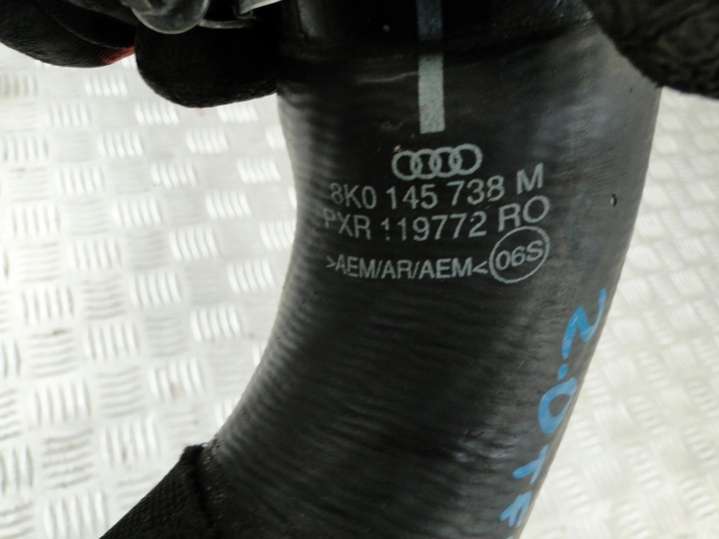 8K0 145 738 M
PXR 119772 RO
>AEM/AR/AEM< 06S
2.0TF